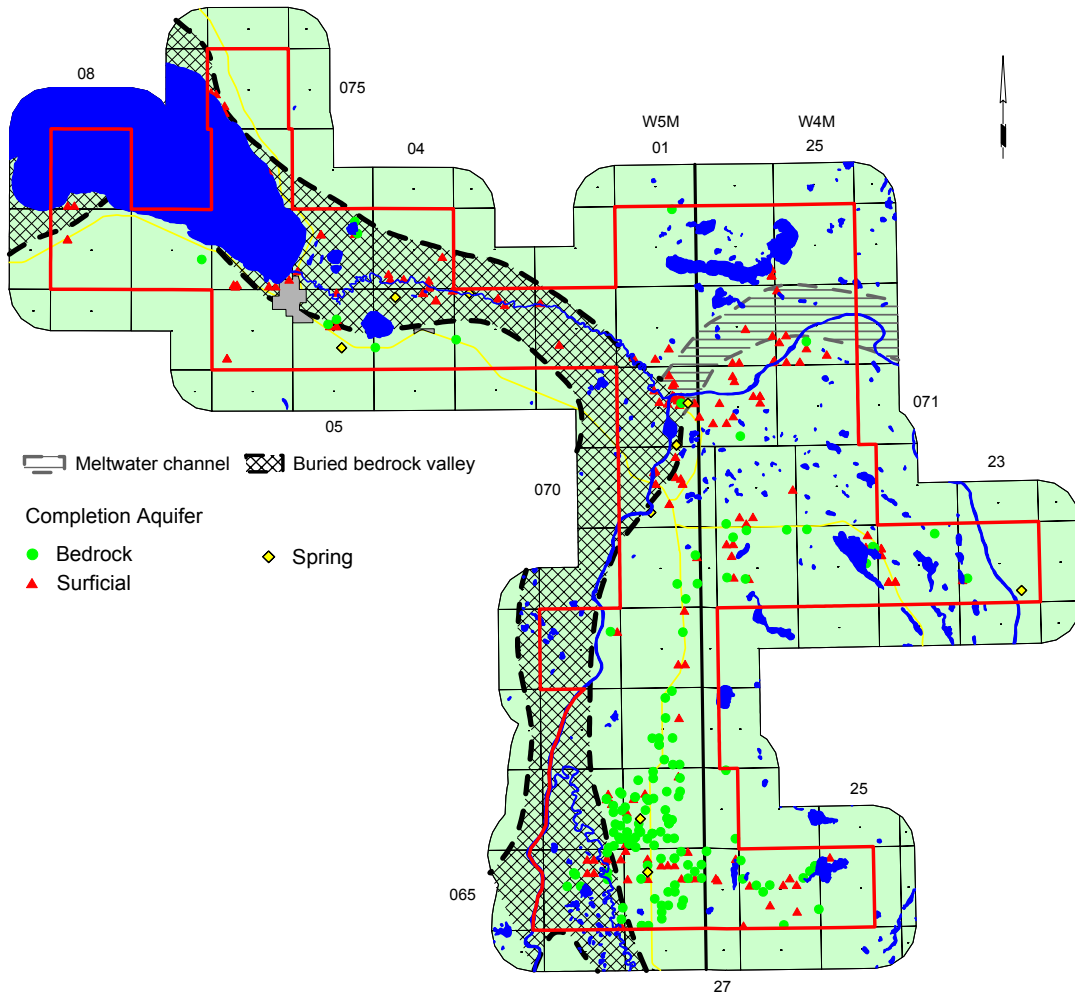 08
075
W5M
W4M
04
01
25
071
05
Meltwater channel
Buried bedrock valley
23
070
Completion Aquifer
Bedrock
Spring
Surficial
25
065
27